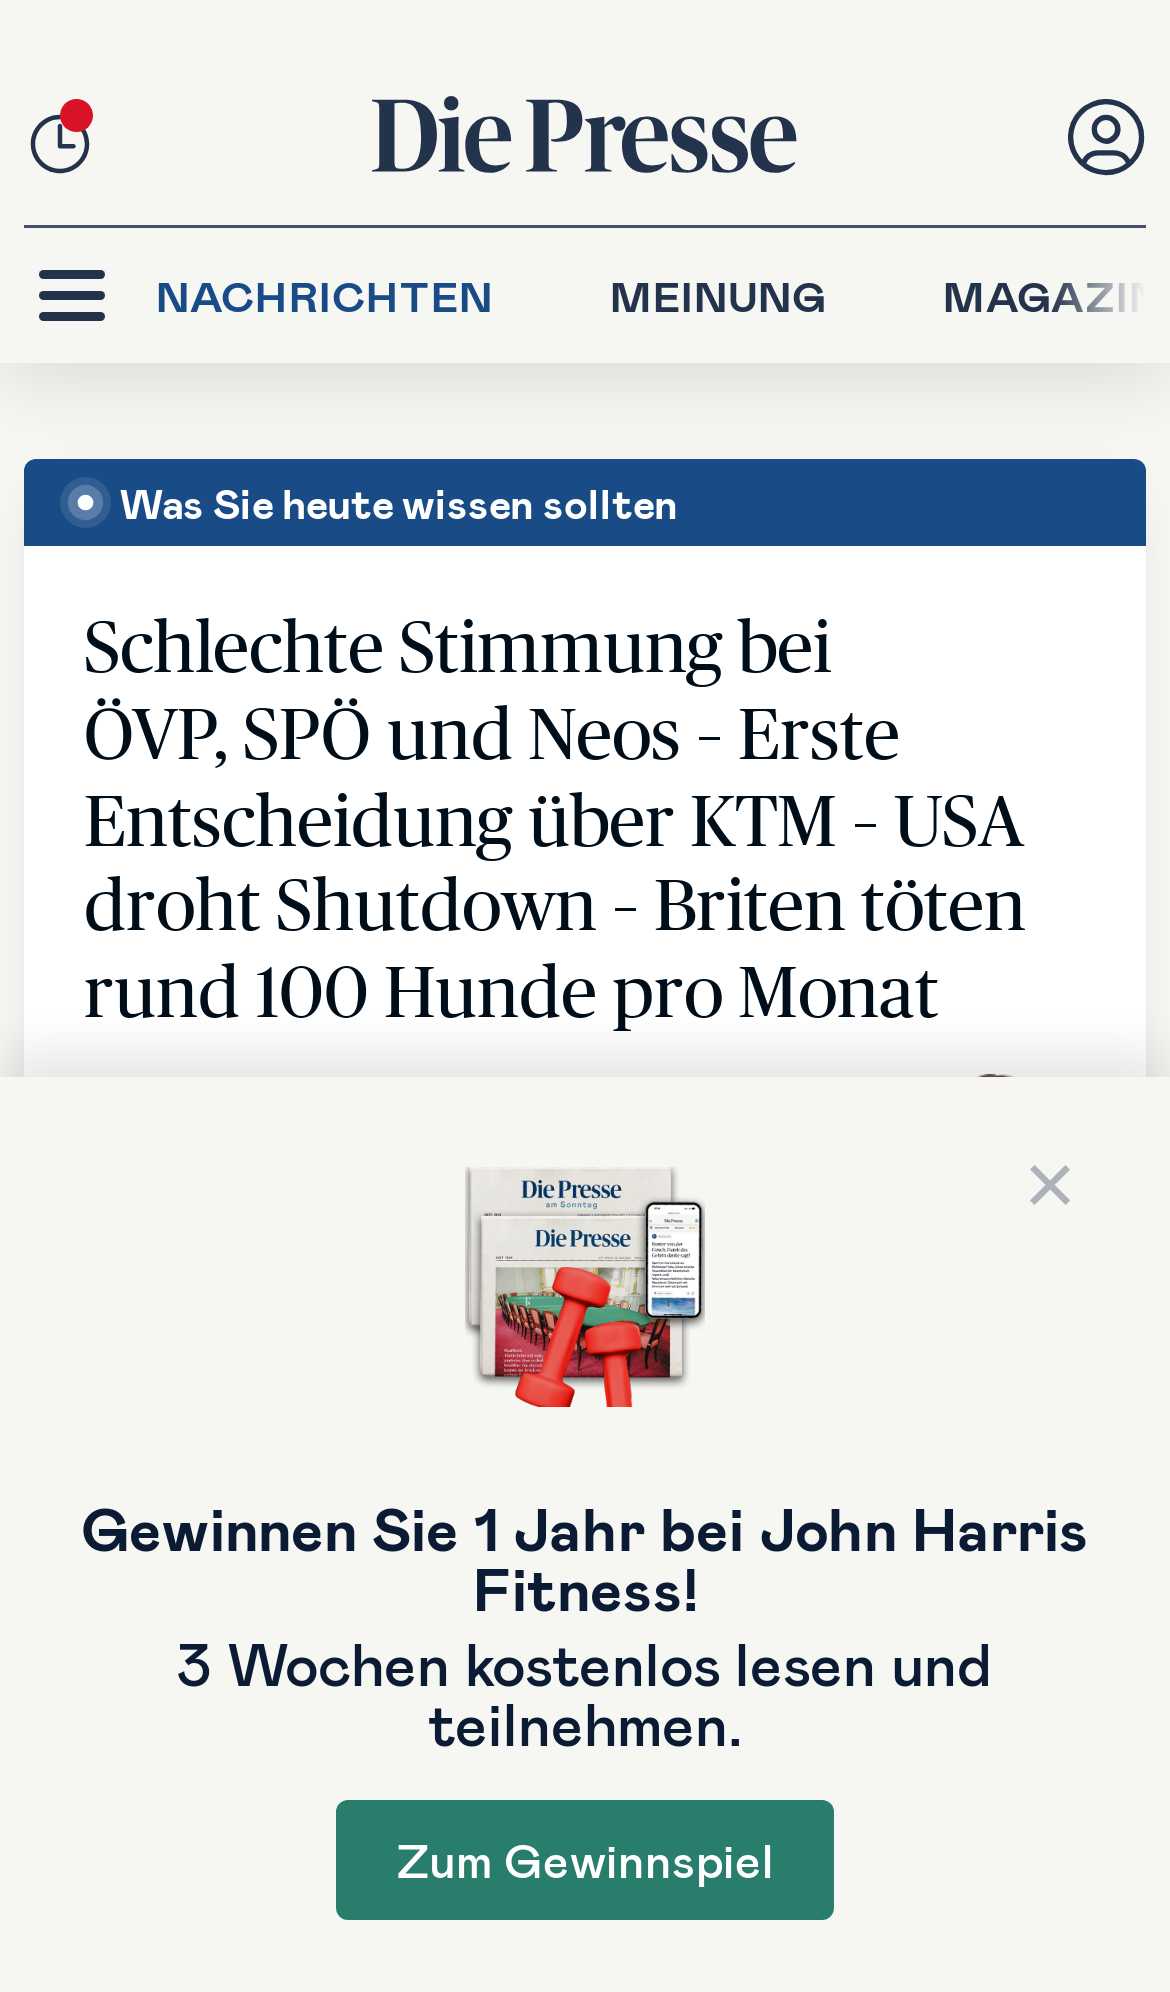 Die Presse
NACHRICHTEN MEINUNG
Was Sie heute wissen sollten
Schlechte Stimmung bei
ÖVP, SPÖ und Neos – Erste
Entscheidung über KTM – USA
droht Shutdown – Briten töten
rund 100 Hunde pro Monat
Die Presse
am Sonntag
Die Presse
Gewinnen Sie 1 Jahr bei John Harris
Fitness!
3 Wochen kostenlos lesen und
teilnehmen.
Zum Gewinnspiel